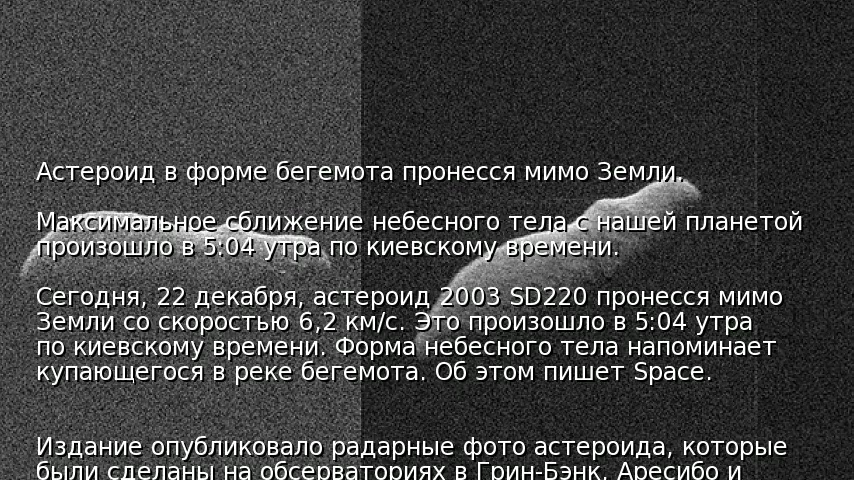 Астероид в форме бегемота пронесся мимо Земли.
Максимальное сближение небесного тела с нашей планетой
произошло в 5:04 утра по киевскому времени.
Сегодня, 22 декабря, астероид 2003 SD220 пронесся мимо
Земли со скоростью 6,2 км/с. Это произошло в 5:04 утра
по киевскому времени. Форма небесного тела напоминает
купающегося в реке бегемота. Об этом пишет Space.
Издание опубликовало радарные фото астероида, которые
были сделаны на обсерваториях в Грин-Бэнк, Аресибо и